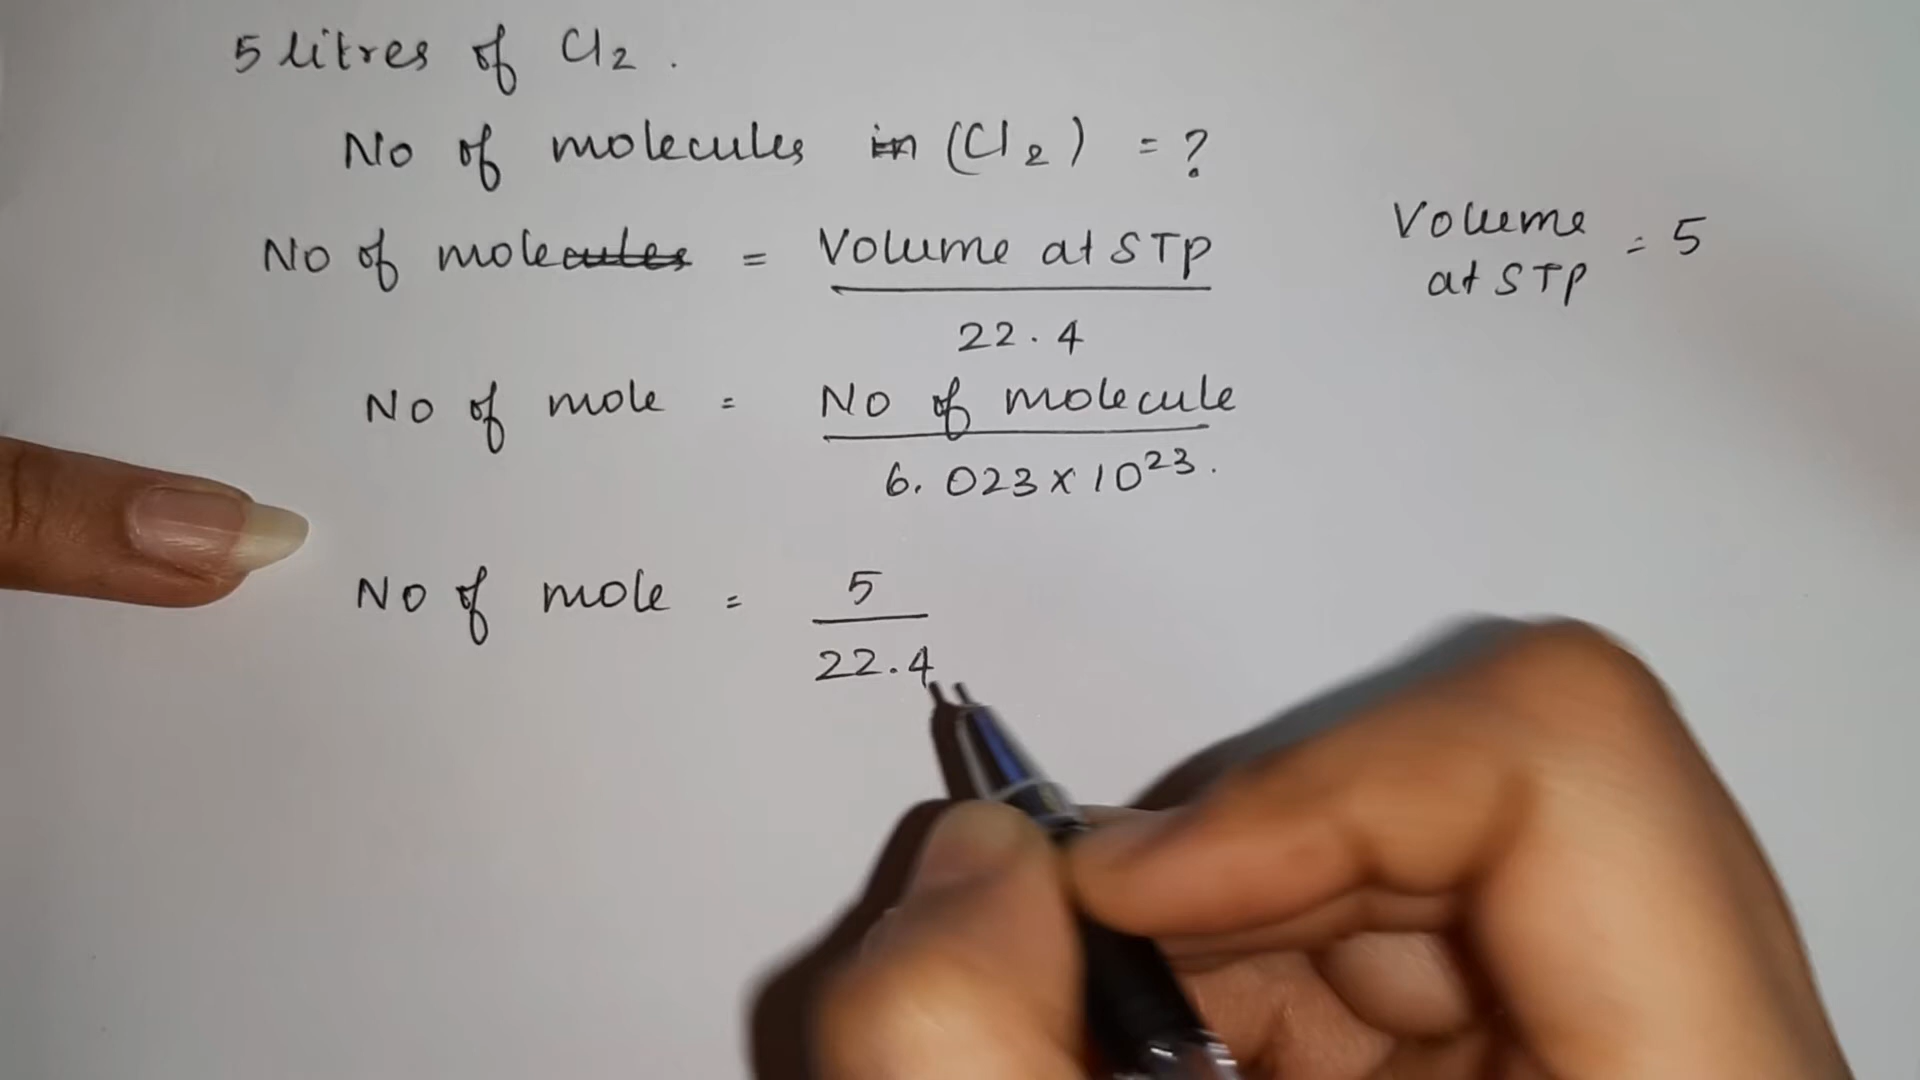 5 litres of Cl2.
No of molecules in (Cl2) = ?
No of molecules = Volume at STP
22.4
Volume
at STP = 5
No of mole = No of molecule
6.023 x 10^23.
No of mole = 5
22.4